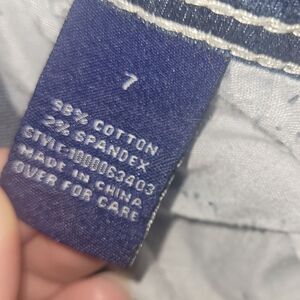 7
98% COTTON
2% SPANDEX
STYLE:1000063403
MADE IN CHINA
OVER FOR CARE